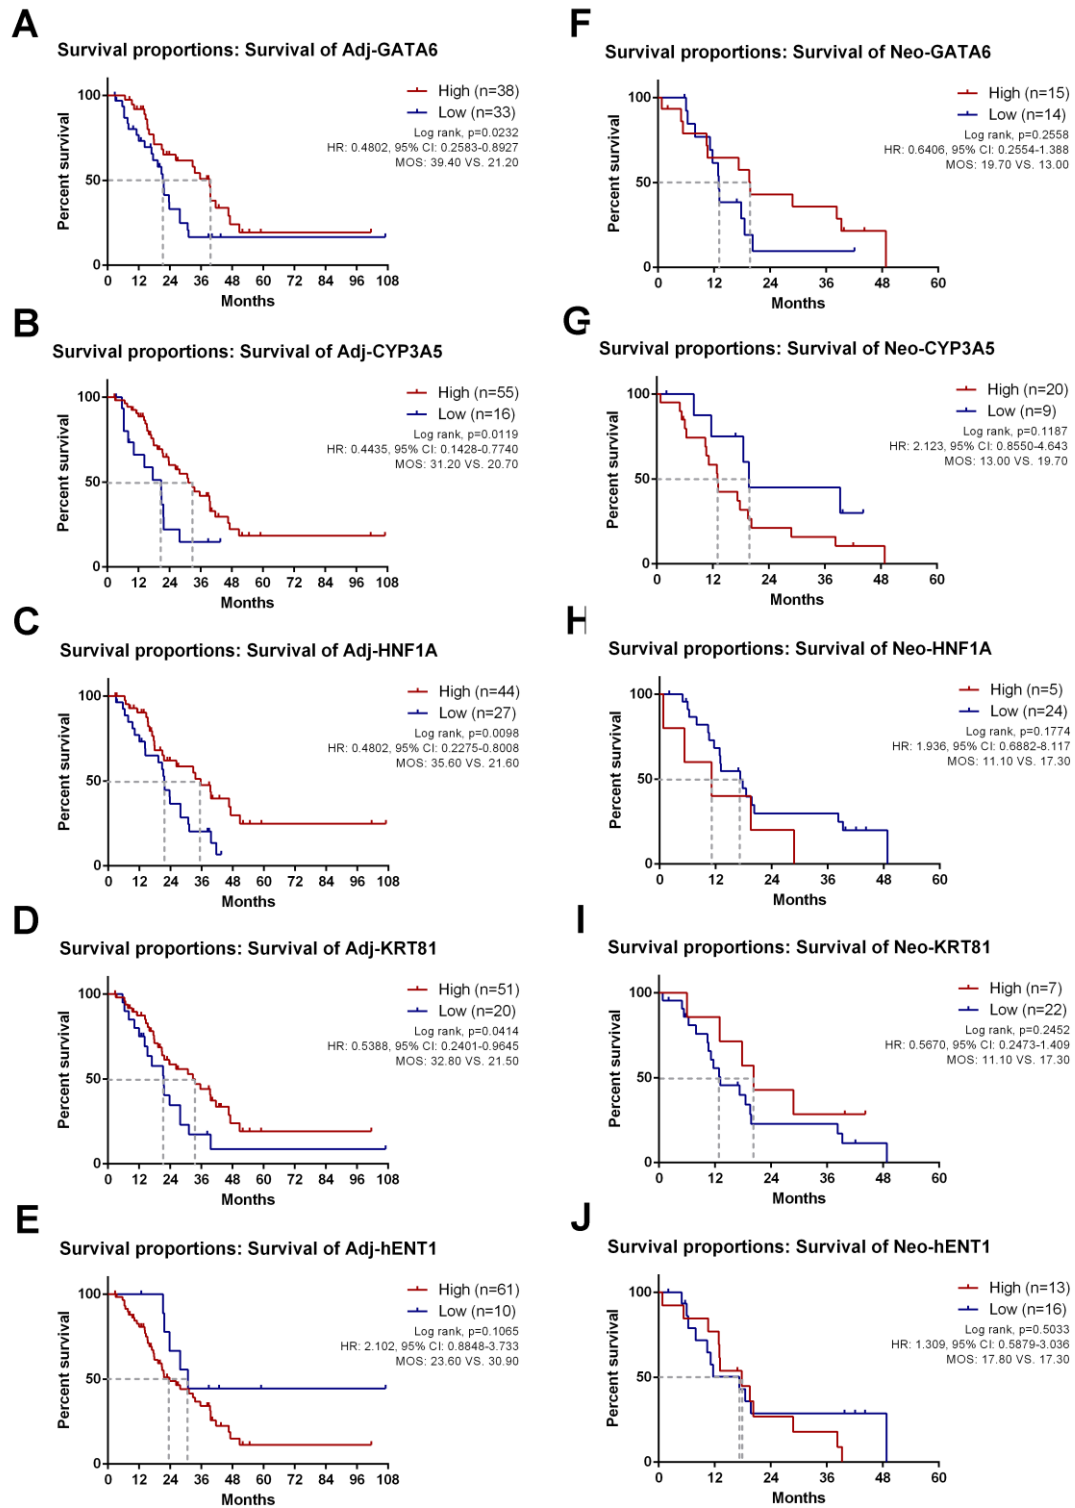 A
Survival proportions: Survival of Adj-GATA6
High (n=38)
Low (n=33)
Log rank, p=0.0232
HR: 0.4802, 95% CI: 0.2583-0.8927
MOS: 39.40 VS. 21.20
Percent survival
100
50
0
0 12 24 36 48 60 72 84 96 108
Months
B
Survival proportions: Survival of Adj-CYP3A5
High (n=55)
Low (n=16)
Log rank, p=0.0119
HR: 0.4435, 95% CI: 0.1428-0.7740
MOS: 31.20 VS. 20.70
Percent survival
100
50
0
0 12 24 36 48 60 72 84 96 108
Months
C
Survival proportions: Survival of Adj-HNF1A
High (n=44)
Low (n=27)
Log rank, p=0.0098
HR: 0.4802, 95% CI: 0.2275-0.8008
MOS: 35.60 VS. 21.60
Percent survival
100
50
0
0 12 24 36 48 60 72 84 96 108
Months
D
Survival proportions: Survival of Adj-KRT81
High (n=51)
Low (n=20)
Log rank, p=0.0414
HR: 0.5388, 95% CI: 0.2401-0.9645
MOS: 32.80 VS. 21.50
Percent survival
100
50
0
0 12 24 36 48 60 72 84 96 108
Months
E
Survival proportions: Survival of Adj-hENT1
High (n=61)
Low (n=10)
Log rank, p=0.1065
HR: 2.102, 95% CI: 0.8848-3.733
MOS: 23.60 VS. 30.90
Percent survival
100
50
0
0 12 24 36 48 60 72 84 96 108
Months
F
Survival proportions: Survival of Neo-GATA6
High (n=15)
Low (n=14)
Log rank, p=0.2558
HR: 0.6406, 95% CI: 0.2554-1.388
MOS: 19.70 VS. 13.00
Percent survival
100
50
0
0 12 24 36 48 60
Months
G
Survival proportions: Survival of Neo-CYP3A5
High (n=20)
Low (n=9)
Log rank, p=0.1187
HR: 2.123, 95% CI: 0.8550-4.643
MOS: 13.00 VS. 19.70
Percent survival
100
50
0
0 12 24 36 48 60
Months
H
Survival proportions: Survival of Neo-HNF1A
High (n=5)
Low (n=24)
Log rank, p=0.1774
HR: 1.936, 95% CI: 0.6882-8.117
MOS: 11.10 VS. 17.30
Percent survival
100
50
0
0 12 24 36 48 60
Months
I
Survival proportions: Survival of Neo-KRT81
High (n=7)
Low (n=22)
Log rank, p=0.2452
HR: 0.5670, 95% CI: 0.2473-1.409
MOS: 11.10 VS. 17.30
Percent survival
100
50
0
0 12 24 36 48 60
Months
J
Survival proportions: Survival of Neo-hENT1
High (n=13)
Low (n=16)
Log rank, p=0.5033
HR: 1.309, 95% CI: 0.5879-3.036
MOS: 17.80 VS. 17.30
Percent survival
100
50
0
0 12 24 36 48 60
Months